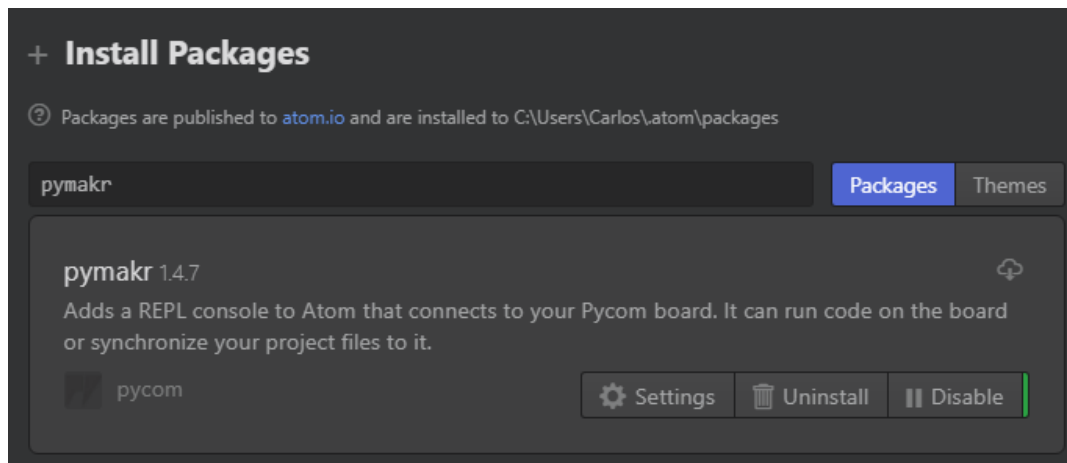 + Install Packages
? Packages are published to atom.io and are installed to C:\Users\Carlos\.atom\packages
pymakr
Packages Themes
pymakr 1.4.7
Adds a REPL console to Atom that connects to your Pycom board. It can run code on the board
or synchronize your project files to it.
pycom
Settings Uninstall Disable